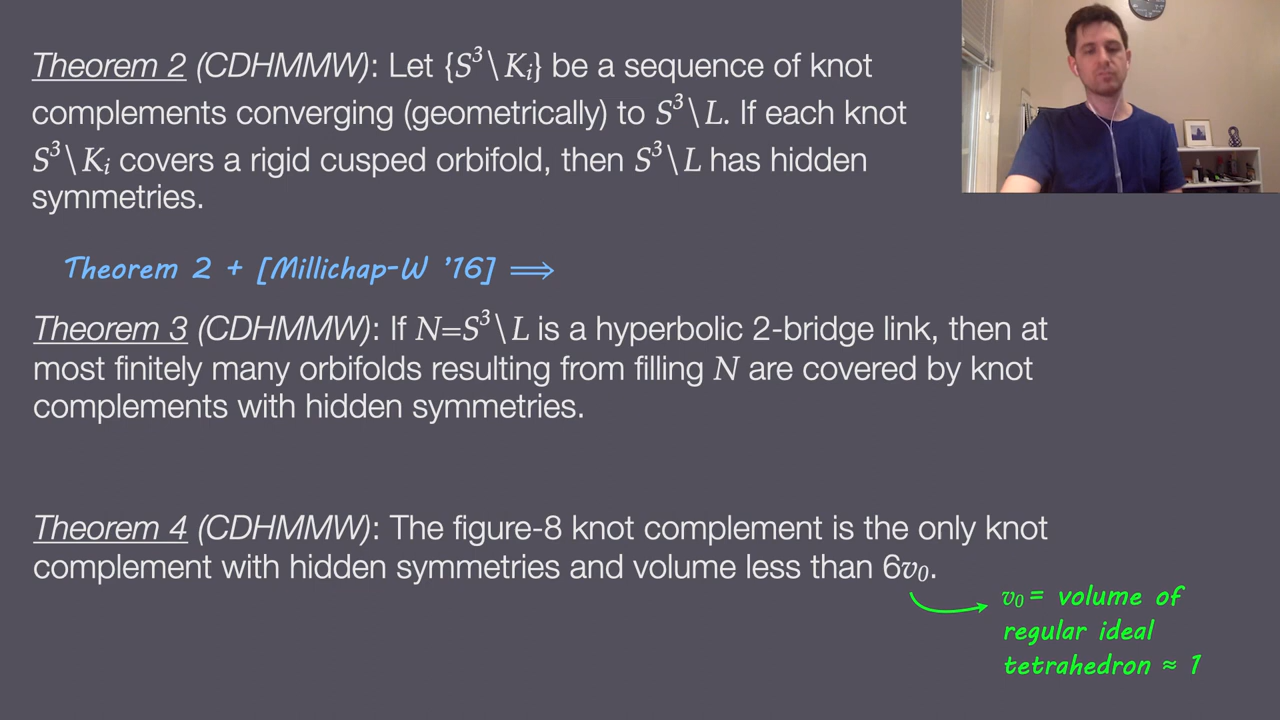 Theorem 2 (CDHMMW): Let {S³\Kᵢ} be a sequence of knot
complements converging (geometrically) to S³\L. If each knot
S³\Kᵢ covers a rigid cusped orbifold, then S³\L has hidden
symmetries.
Theorem 2 + [Millichap-W '16] ⟹
Theorem 3 (CDHMMW): If N=S³\L is a hyperbolic 2-bridge link, then at
most finitely many orbifolds resulting from filling N are covered by knot
complements with hidden symmetries.
Theorem 4 (CDHMMW): The figure-8 knot complement is the only knot
complement with hidden symmetries and volume less than 6v₀.
v₀ = volume of
regular ideal
tetrahedron ≈ 1